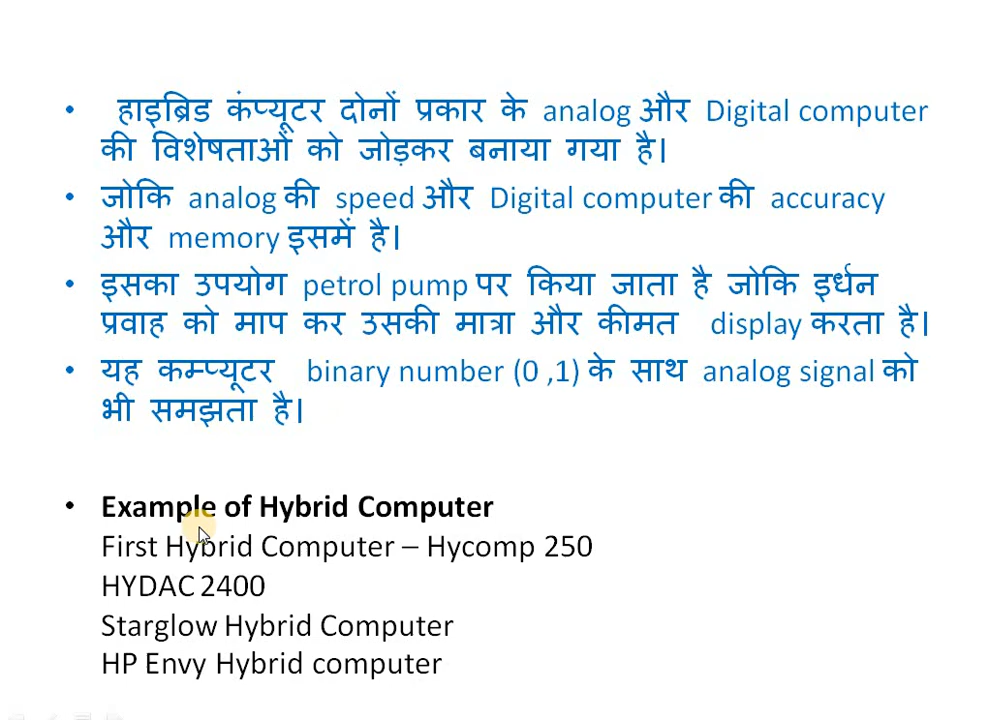 • हाइब्रिड कंप्यूटर दोनों प्रकार के analog और Digital computer
की विशेषताओं को जोड़कर बनाया गया है।
• जोकि analog की speed और Digital computer की accuracy
और memory इसमें है।
• इसका उपयोग petrol pump पर किया जाता है जोकि इर्धन
प्रवाह को माप कर उसकी मात्रा और कीमत display करता है।
• यह कम्प्यूटर binary number (0 ,1) के साथ analog signal को
भी समझता है।
• Example of Hybrid Computer
First Hybrid Computer – Hycomp 250
HYDAC 2400
Starglow Hybrid Computer
HP Envy Hybrid computer